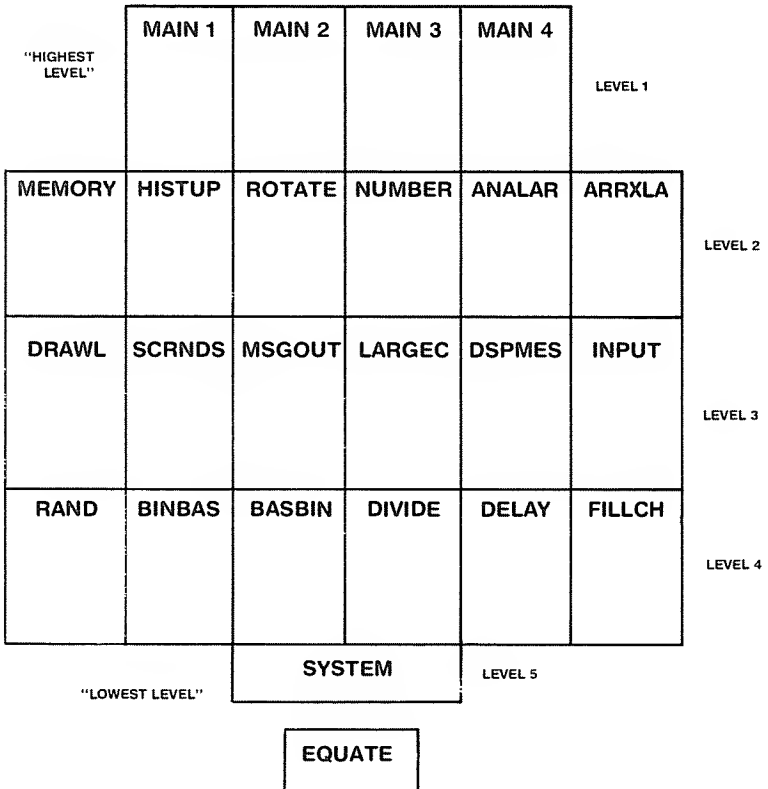 MAIN 1 MAIN 2 MAIN 3 MAIN 4
"HIGHEST
LEVEL"
LEVEL 1
MEMORY HISTUP ROTATE NUMBER ANALAR ARRXLA
LEVEL 2
DRAWL SCRNDS MSGOUT LARGEC DSPMES INPUT
LEVEL 3
RAND BINBAS BASBIN DIVIDE DELAY FILLCH
LEVEL 4
SYSTEM
LEVEL 5
"LOWEST LEVEL"
EQUATE